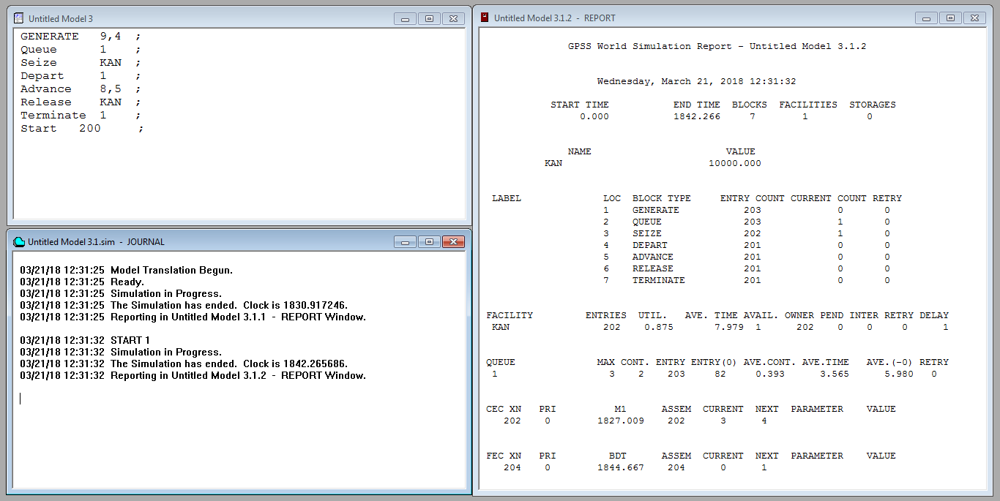 Untitled Model 3
GENERATE 9,4 ;
Queue 1 ;
Seize KAN ;
Depart 1 ;
Advance 8,5 ;
Release KAN ;
Terminate 1 ;
Start 200 ;
Untitled Model 3.1.sim - JOURNAL
03/21/18 12:31:25 Model Translation Begun.
03/21/18 12:31:25 Ready.
03/21/18 12:31:25 Simulation in Progress.
03/21/18 12:31:25 The Simulation has ended. Clock is 1830.917246.
03/21/18 12:31:25 Reporting in Untitled Model 3.1.1 - REPORT Window.
03/21/18 12:31:32 START 1
03/21/18 12:31:32 Simulation in Progress.
03/21/18 12:31:32 The Simulation has ended. Clock is 1842.265686.
03/21/18 12:31:32 Reporting in Untitled Model 3.1.2 - REPORT Window.
Untitled Model 3.1.2 - REPORT
GPSS World Simulation Report - Untitled Model 3.1.2
Wednesday, March 21, 2018 12:31:32
START TIME END TIME BLOCKS FACILITIES STORAGES
0.000 1842.266 7 1 0
NAME VALUE
KAN 10000.000
LABEL LOC BLOCK TYPE ENTRY COUNT CURRENT COUNT RETRY
1 GENERATE 203 0 0
2 QUEUE 203 1 0
3 SEIZE 202 1 0
4 DEPART 201 0 0
5 ADVANCE 201 0 0
6 RELEASE 201 0 0
7 TERMINATE 201 0 0
FACILITY ENTRIES UTIL. AVE. TIME AVAIL. OWNER PEND INTER RETRY DELAY
KAN 202 0.875 7.979 1 202 0 0 0 1
QUEUE MAX CONT. ENTRY ENTRY(0) AVE.CONT. AVE.TIME AVE.(-0) RETRY
1 3 2 203 82 0.393 3.565 5.980 0
CEC XN PRI M1 ASSEM CURRENT NEXT PARAMETER VALUE
202 0 1827.009 202 3 4
FEC XN PRI BDT ASSEM CURRENT NEXT PARAMETER VALUE
204 0 1844.667 204 0 1